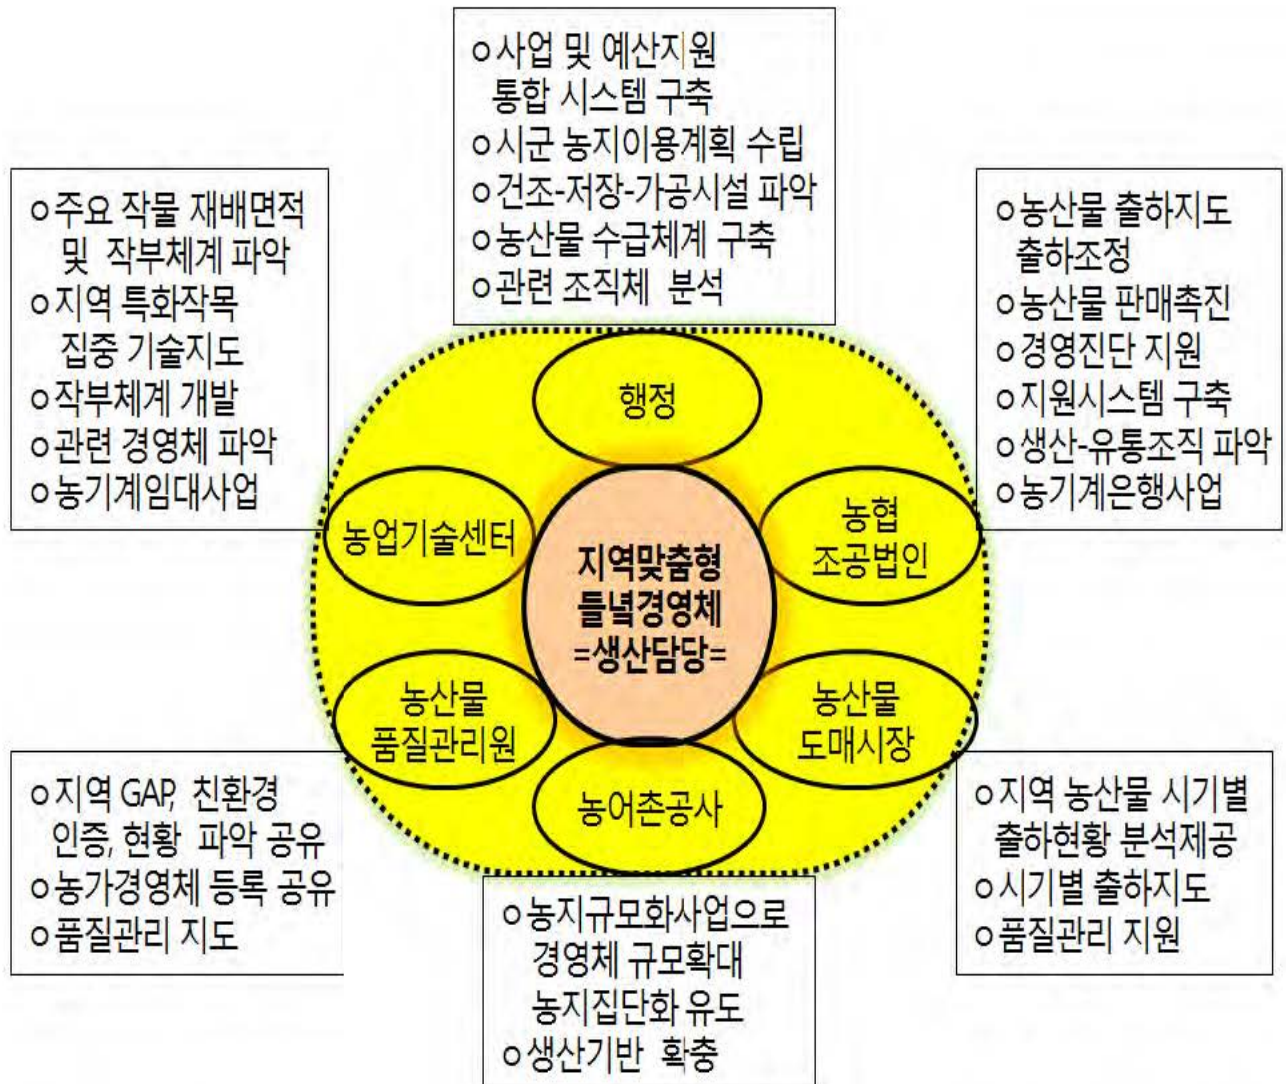 ㅇ사업 및 예산지원
통합 시스템 구축
ㅇ시군 농지이용계획 수립
ㅇ건조-저장-가공시설 파악
ㅇ농산물 수급체계 구축
ㅇ관련 조직체 분석
ㅇ주요 작물 재배면적
및 작부체계 파악
ㅇ지역 특화작목
집중 기술지도
ㅇ작부체계 개발
ㅇ관련 경영체 파악
ㅇ농기계임대사업
ㅇ농산물 출하지도
출하조정
ㅇ농산물 판매촉진
ㅇ경영진단 지원
ㅇ지원시스템 구축
ㅇ생산-유통조직 파악
ㅇ농기계은행사업
행정
농업기술센터
농협
조공법인
지역맞춤형
들녘경영체
=생산담당=
농산물
품질관리원
농산물
도매시장
농어촌공사
ㅇ지역 GAP, 친환경
인증, 현황 파악 공유
ㅇ농가경영체 등록 공유
ㅇ품질관리 지도
ㅇ농지규모화사업으로
경영체 규모확대
농지집단화 유도
ㅇ생산기반 확충
ㅇ지역 농산물 시기별
출하현황 분석제공
ㅇ시기별 출하지도
ㅇ품질관리 지원